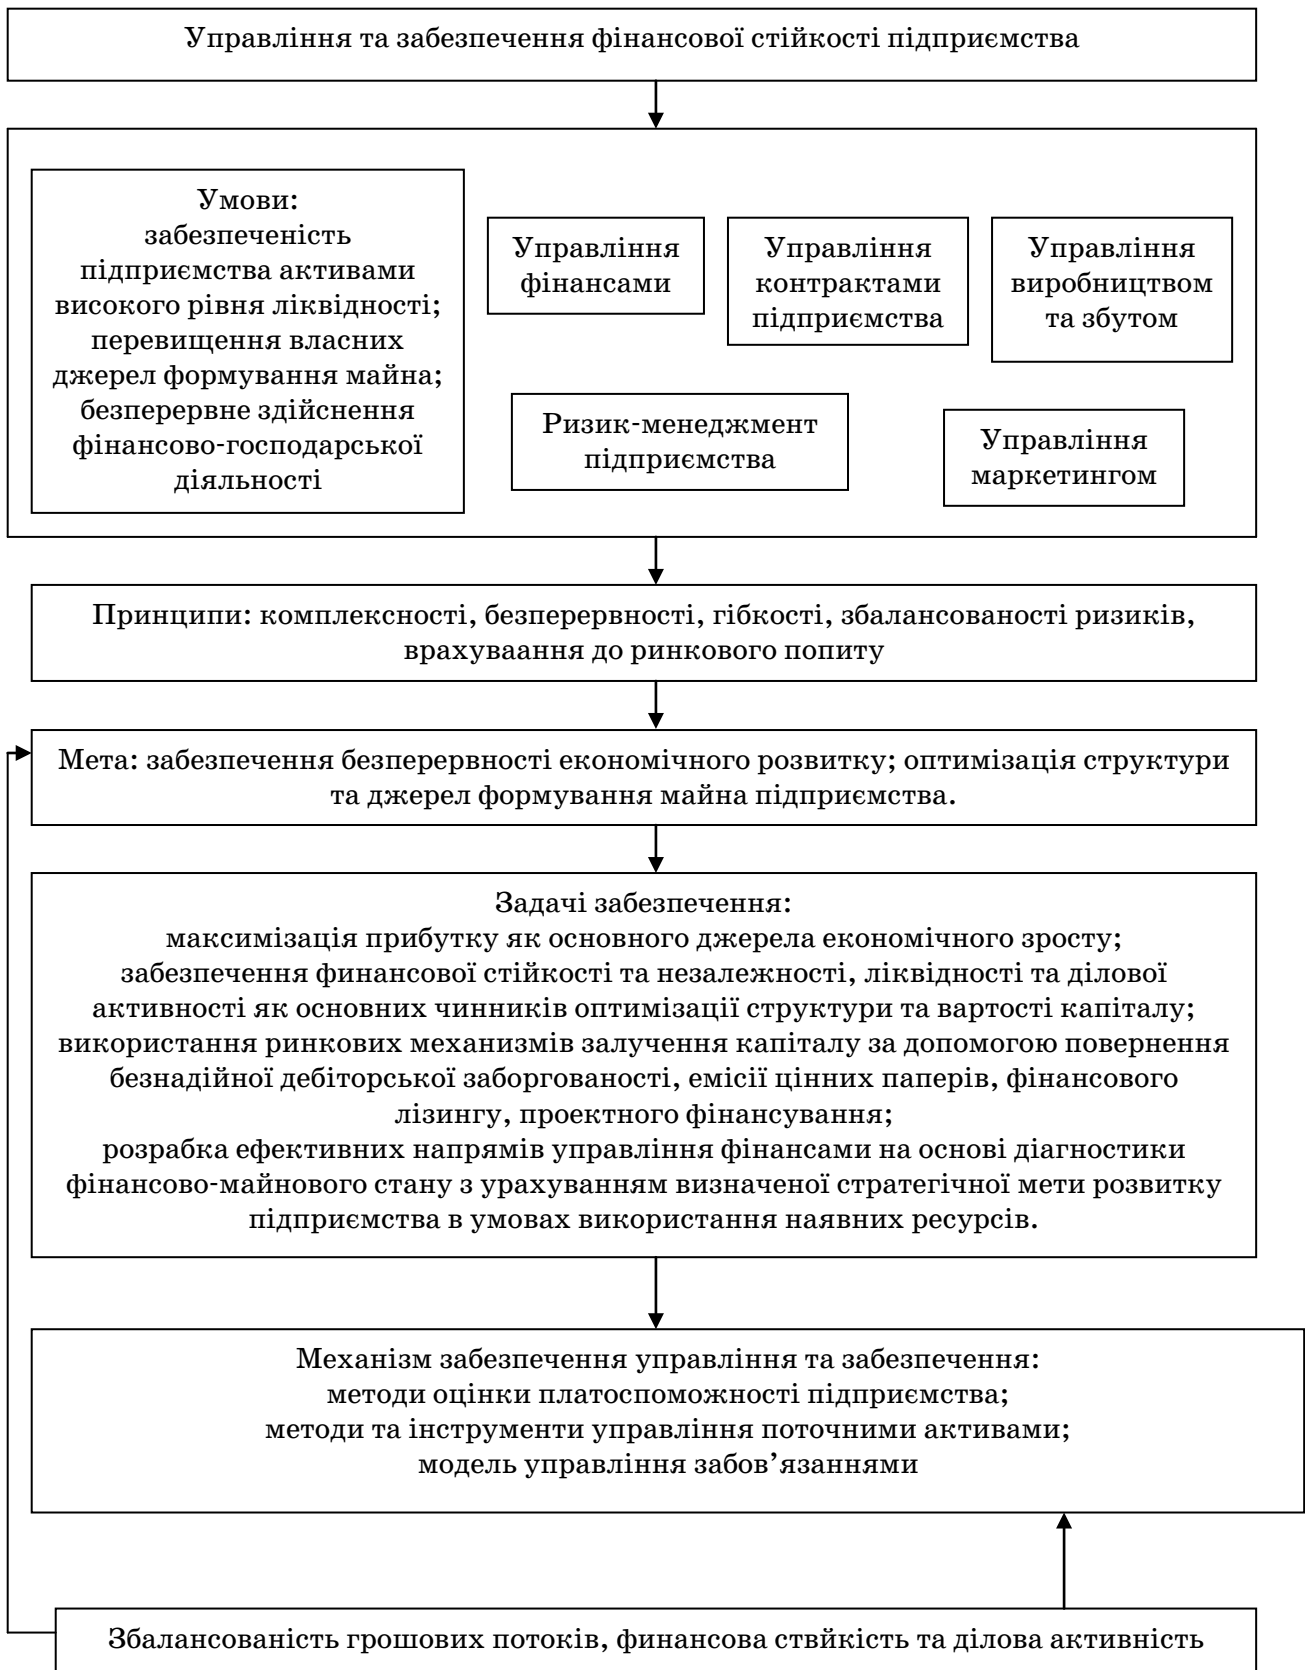 Управління та забезпечення фінансової стійкості підприємства
Умови:
забезпеченість
підприємства активами
високого рівня ліквідності;
перевищення власних
джерел формування майна;
безперервне здійснення
фінансово-господарської
діяльності
Управління
фінансами
Управління
контрактами
підприємства
Управління
виробництвом
та збутом
Ризик-менеджмент
підприємства
Управління
маркетингом
Принципи: комплексності, безперервності, гібкості, збалансованості ризиків,
врахуваання до ринкового попиту
Мета: забезпечення безперервності економічного розвитку; оптимізація структури
та джерел формування майна підприємства.
Задачі забезпечення:
максимізація прибутку як основного джерела економічного зросту;
забезпечення финансової стійкості та незалежності, ліквідності та ділової
активності як основних чинників оптимізації структури та вартості капіталу;
використання ринкових механізмів залучення капіталу за допомогою повернення
безнадійної дебіторської заборгованості, емісії цінних паперів, фінансового
лізингу, проектного фінансування;
розрабка ефективних напрямів управління фінансами на основі діагностики
фінансово-майнового стану з урахуванням визначеної стратегічної мети розвитку
підприємства в умовах використання наявних ресурсів.
Механізм забезпечення управління та забезпечення:
методи оцінки платоспоможності підприємства;
методи та інструменти управління поточними активами;
модель управління забов’язаннями
Збалансованість грошових потоків, финансова ствйкість та ділова активність